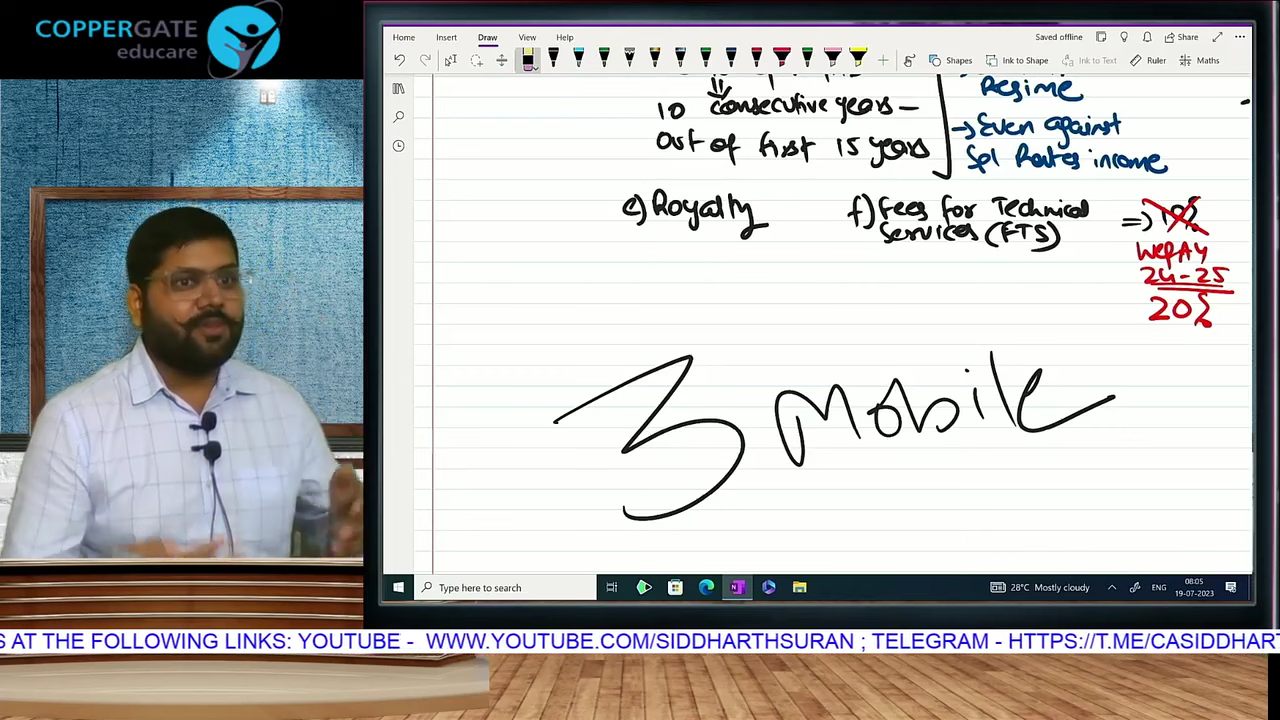 COPPERGATE
educare
Home Insert Draw View Help
Saved offline
Share
Shapes
Ink to Shape
Ink to Text
Ruler
Maths
Regime
10 consecutive years -
out of first 15 years
→ Even against
Spl Rates income
e) Royalty
f) Fees for Technical
Services (FTS)
=> 10%
wef AY
24-25
20%
3 Mobile
Type here to search
28°C Mostly cloudy
ENG
08:05
19-07-2023
S AT THE FOLLOWING LINKS: YOUTUBE - WWW.YOUTUBE.COM/SIDDHARTHSURAN ; TELEGRAM - HTTPS://T.ME/CASIDDHART